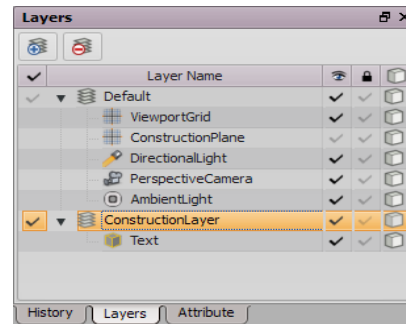 Layers
Layer Name
Default
ViewportGrid
ConstructionPlane
DirectionalLight
PerspectiveCamera
AmbientLight
ConstructionLayer
Text
History Layers Attribute